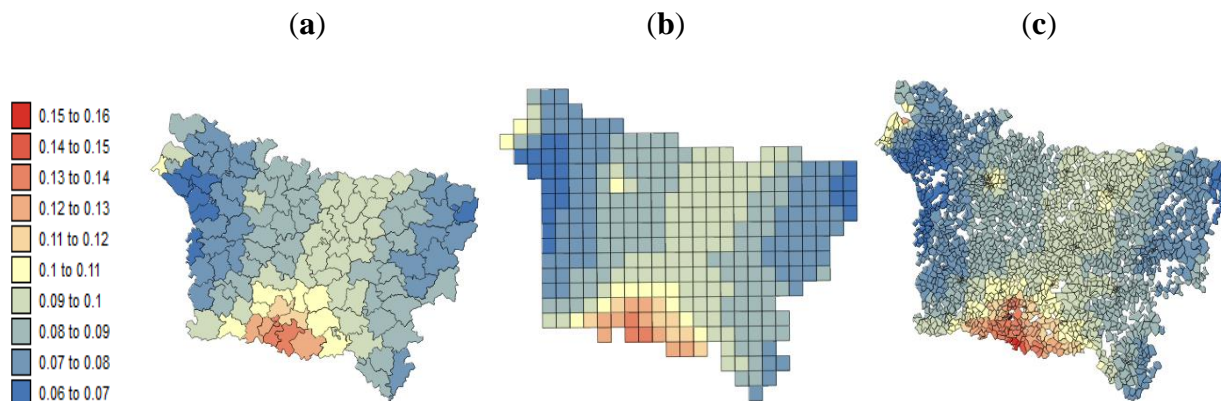 (a) (b) (c)
0.15 to 0.16
0.14 to 0.15
0.13 to 0.14
0.12 to 0.13
0.11 to 0.12
0.1 to 0.11
0.09 to 0.1
0.08 to 0.09
0.07 to 0.08
0.06 to 0.07